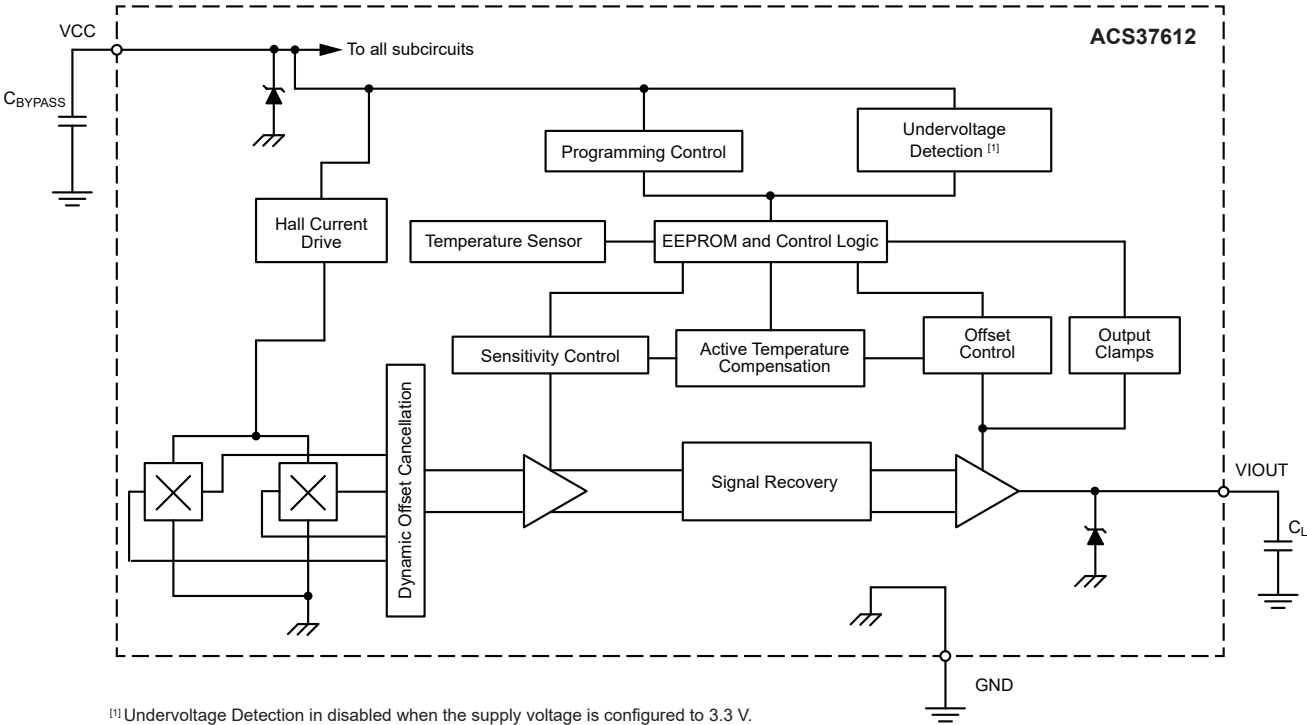 ACS37612
VCC
To all subcircuits
CBYPASS
Programming Control
Undervoltage
Detection [1]
Hall Current
Drive
Temperature Sensor
EEPROM and Control Logic
Sensitivity Control
Active Temperature
Compensation
Offset
Control
Output
Clamps
Dynamic Offset Cancellation
Signal Recovery
VIOUT
CL
GND
[1] Undervoltage Detection in disabled when the supply voltage is configured to 3.3 V.